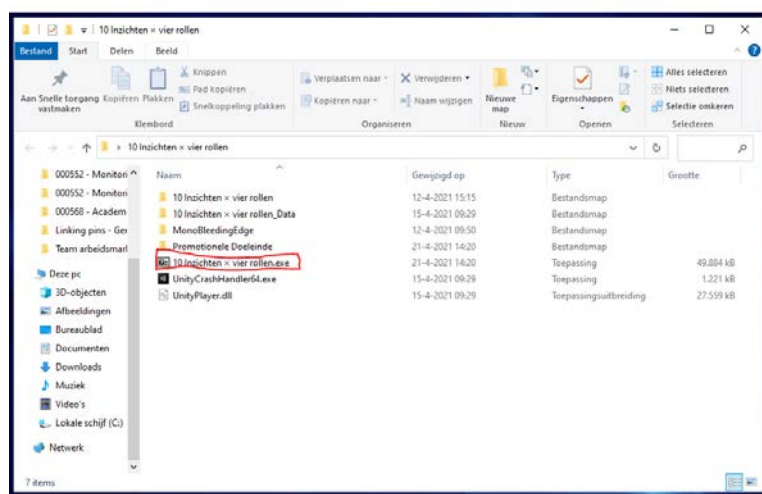 10 Inzichten × vier rollen
Bestand Start Delen Beeld
Aan Snelle toegang vastmaken
Kopiëren
Plakken
Knippen
Pad kopiëren
Snelkoppeling plakken
Klembord
Verplaatsen naar
Kopiëren naar
Verwijderen
Naam wijzigen
Organiseren
Nieuwe map
Nieuw
Eigenschappen
Openen
Alles selecteren
Niets selecteren
Selectie omkeren
Selecteren
10 Inzichten × vier rollen
000552 - Monitori
000552 - Monitori
000568 - Academ
Linking pins - Ger
Team arbeidsmarl
Deze pc
3D-objecten
Afbeeldingen
Bureaublad
Documenten
Downloads
Muziek
Video's
Lokale schijf (C:)
Netwerk
Naam Gewijzigd op Type Grootte
10 Inzichten × vier rollen 12-4-2021 15:15 Bestandsmap
10 Inzichten × vier rollen_Data 15-4-2021 09:29 Bestandsmap
MonoBleedingEdge 12-4-2021 09:50 Bestandsmap
Promotionele Doeleinde 21-4-2021 14:20 Bestandsmap
10 Inzichten × vier rollen.exe 21-4-2021 14:20 Toepassing 49.884 kB
UnityCrashHandler64.exe 15-4-2021 09:29 Toepassing 1.221 kB
UnityPlayer.dll 15-4-2021 09:29 Toepassingsuitbreiding 27.559 kB
7 items